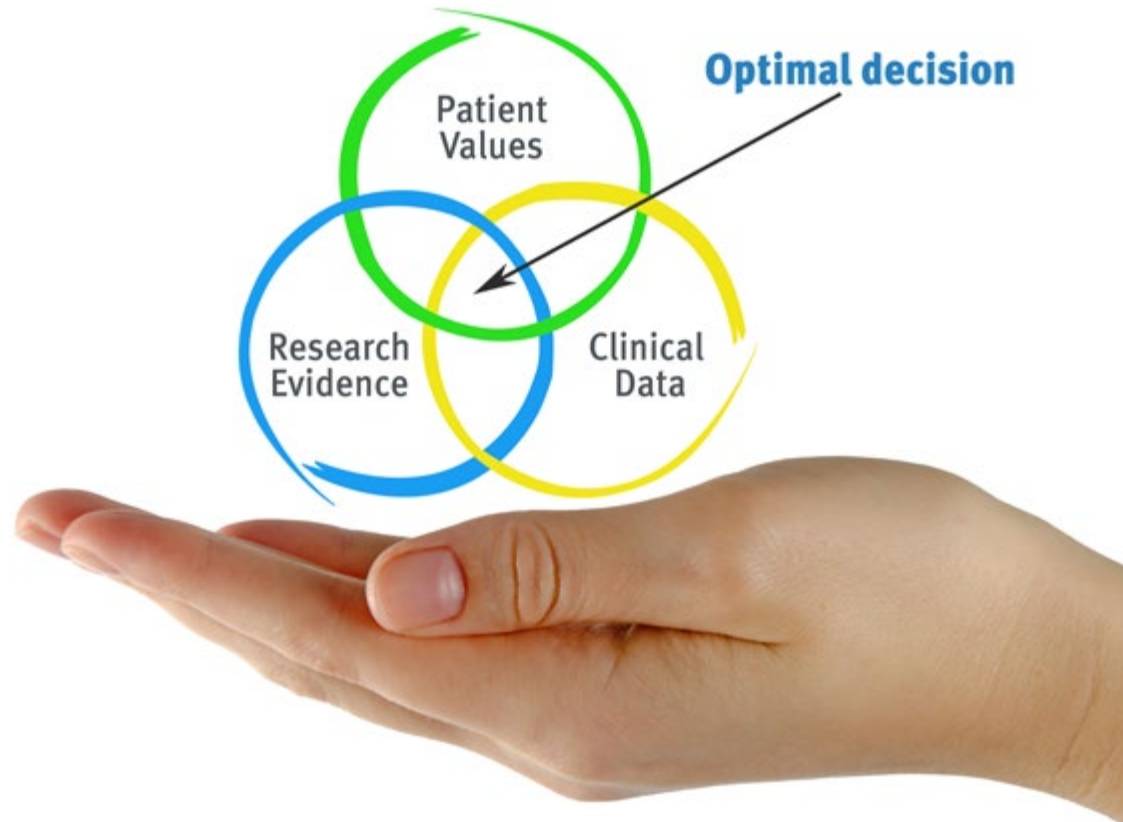 Optimal decision
Patient
Values
Research
Evidence
Clinical
Data